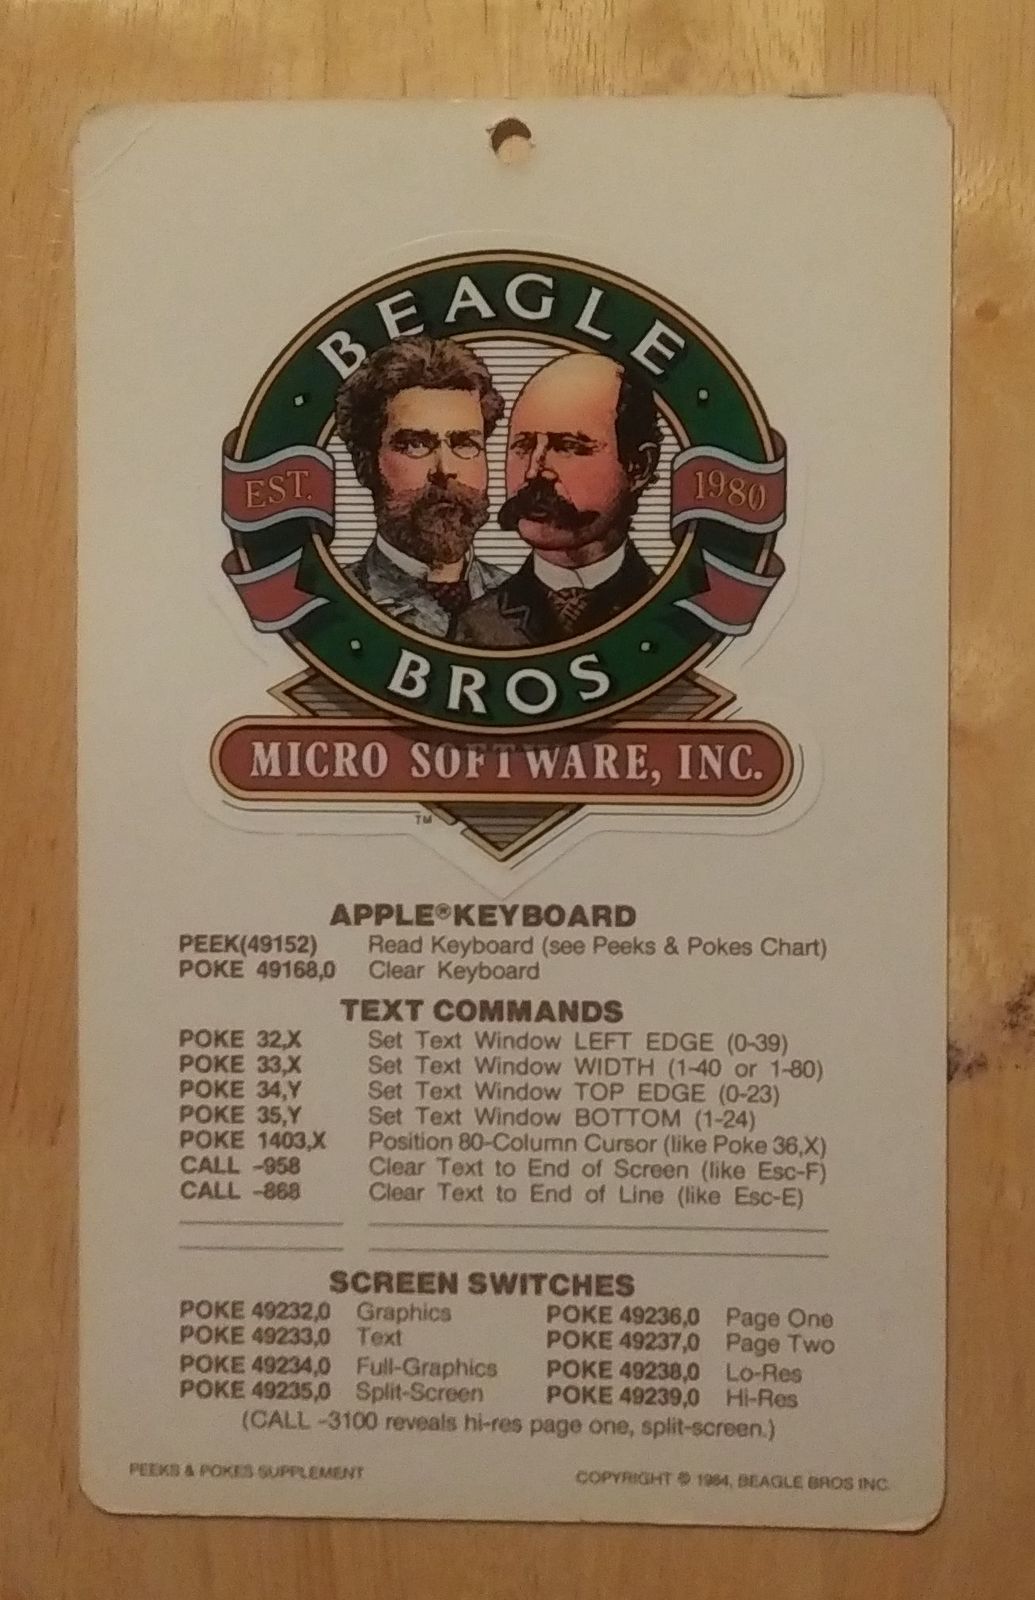 BEAGLE
EST. 1980
BROS
MICRO SOFTWARE, INC.
TM
APPLE® KEYBOARD
PEEK(49152) Read Keyboard (see Peeks & Pokes Chart)
POKE 49168,0 Clear Keyboard
TEXT COMMANDS
POKE 32,X Set Text Window LEFT EDGE (0-39)
POKE 33,X Set Text Window WIDTH (1-40 or 1-80)
POKE 34,Y Set Text Window TOP EDGE (0-23)
POKE 35,Y Set Text Window BOTTOM (1-24)
POKE 1403,X Position 80-Column Cursor (like Poke 36,X)
CALL -958 Clear Text to End of Screen (like Esc-F)
CALL -868 Clear Text to End of Line (like Esc-E)
SCREEN SWITCHES
POKE 49232,0 Graphics POKE 49236,0 Page One
POKE 49233,0 Text POKE 49237,0 Page Two
POKE 49234,0 Full-Graphics POKE 49238,0 Lo-Res
POKE 49235,0 Split-Screen POKE 49239,0 Hi-Res
(CALL -3100 reveals hi-res page one, split-screen.)
PEEKS & POKES SUPPLEMENT COPYRIGHT © 1984, BEAGLE BROS INC.